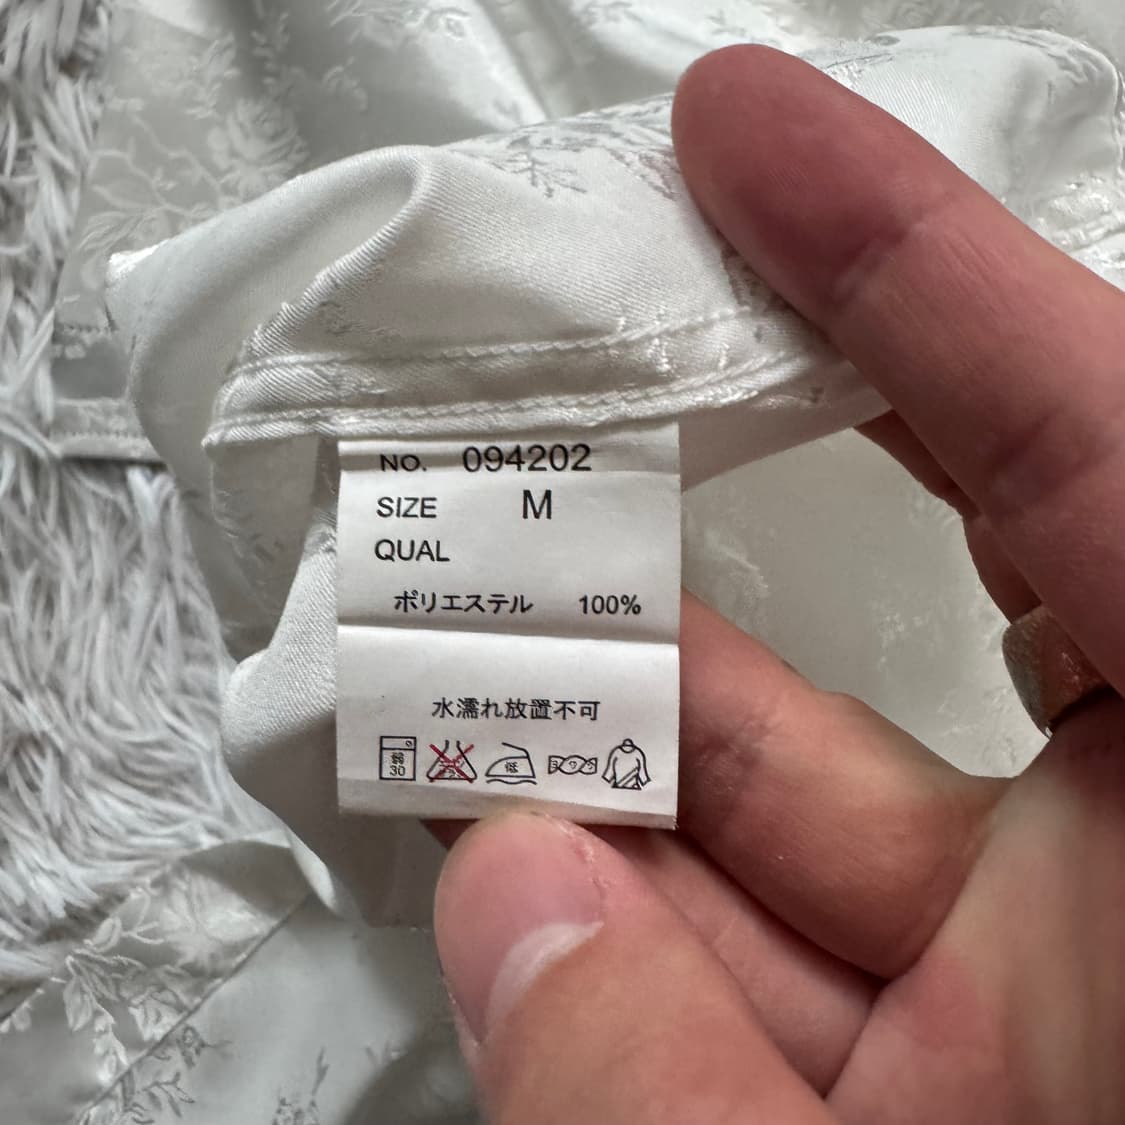 NO. 094202
SIZE M
QUAL
ポリエステル 100%
水濡れ放置不可
弱 30 低